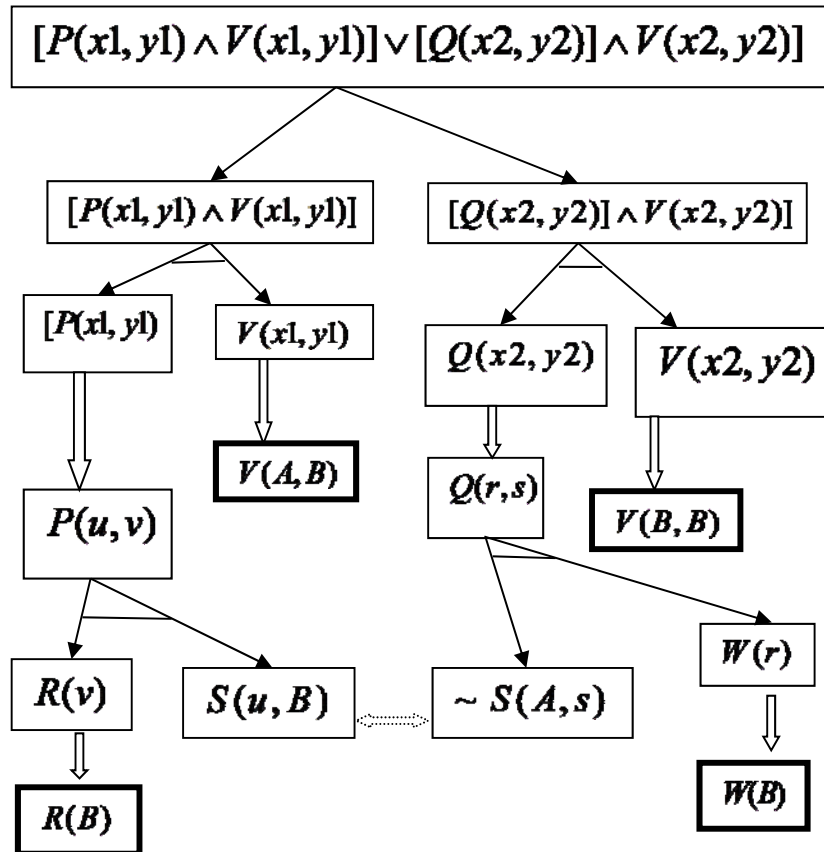 [P(x1, y1) ∧ V(x1, y1)] ∨ [Q(x2, y2)] ∧ V(x2, y2)]
[P(x1, y1) ∧ V(x1, y1)]
[Q(x2, y2)] ∧ V(x2, y2)]
[P(x1, y1)
V(x1, y1)
Q(x2, y2)
V(x2, y2)
V(A, B)
Q(r, s)
P(u, v)
V(B, B)
R(v)
S(u, B)
~ S(A, s)
W(r)
R(B)
W(B)